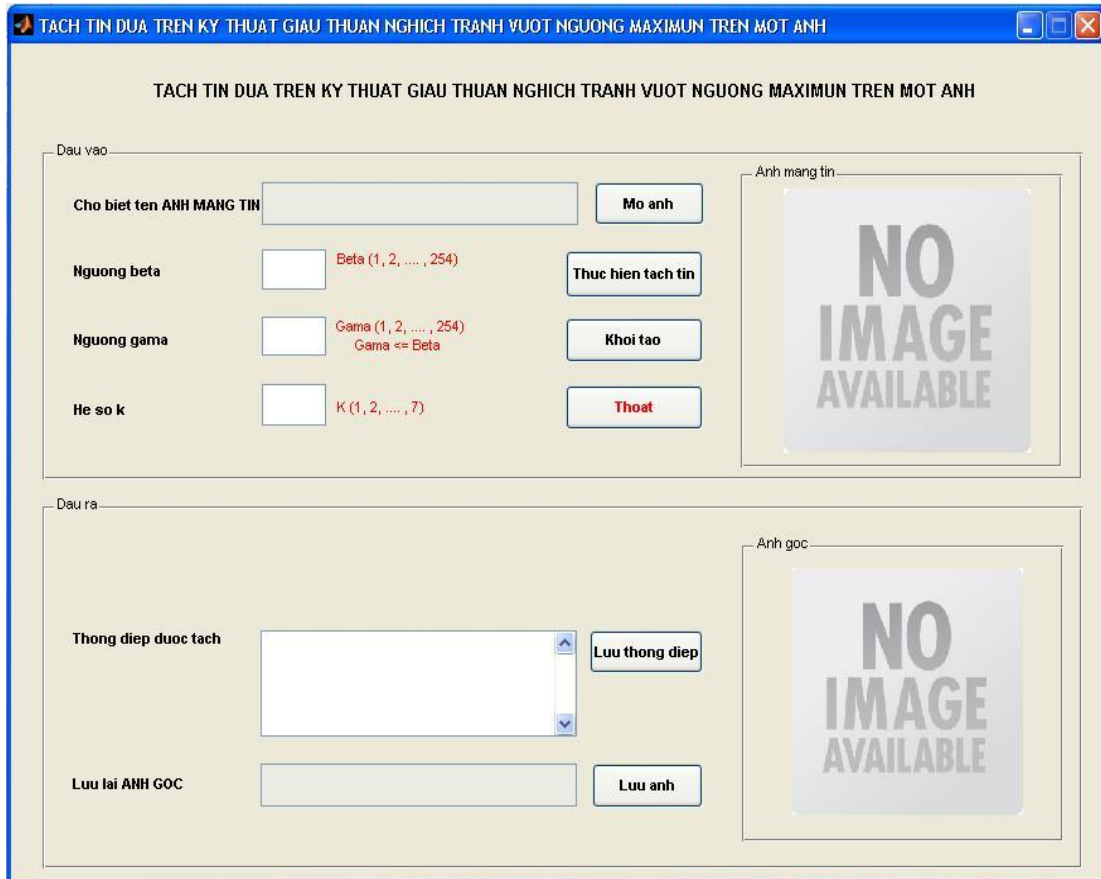 TACH TIN DUA TREN KY THUAT GIAU THUAN NGHICH TRANH VUOT NGUONG MAXIMUN TREN MOT ANH
TACH TIN DUA TREN KY THUAT GIAU THUAN NGHICH TRANH VUOT NGUONG MAXIMUN TREN MOT ANH
Dau vao
Anh mang tin
Cho biet ten ANH MANG TIN
Mo anh
Nguong beta
Beta (1, 2, .... , 254)
Thuc hien tach tin
Nguong gama
Gama (1, 2, .... , 254)
Gama <= Beta
Khoi tao
He so k
K (1, 2, .... , 7)
Thoat
NO
IMAGE
AVAILABLE
Dau ra
Anh goc
Thong diep duoc tach
Luu thong diep
Luu lai ANH GOC
Luu anh
NO
IMAGE
AVAILABLE